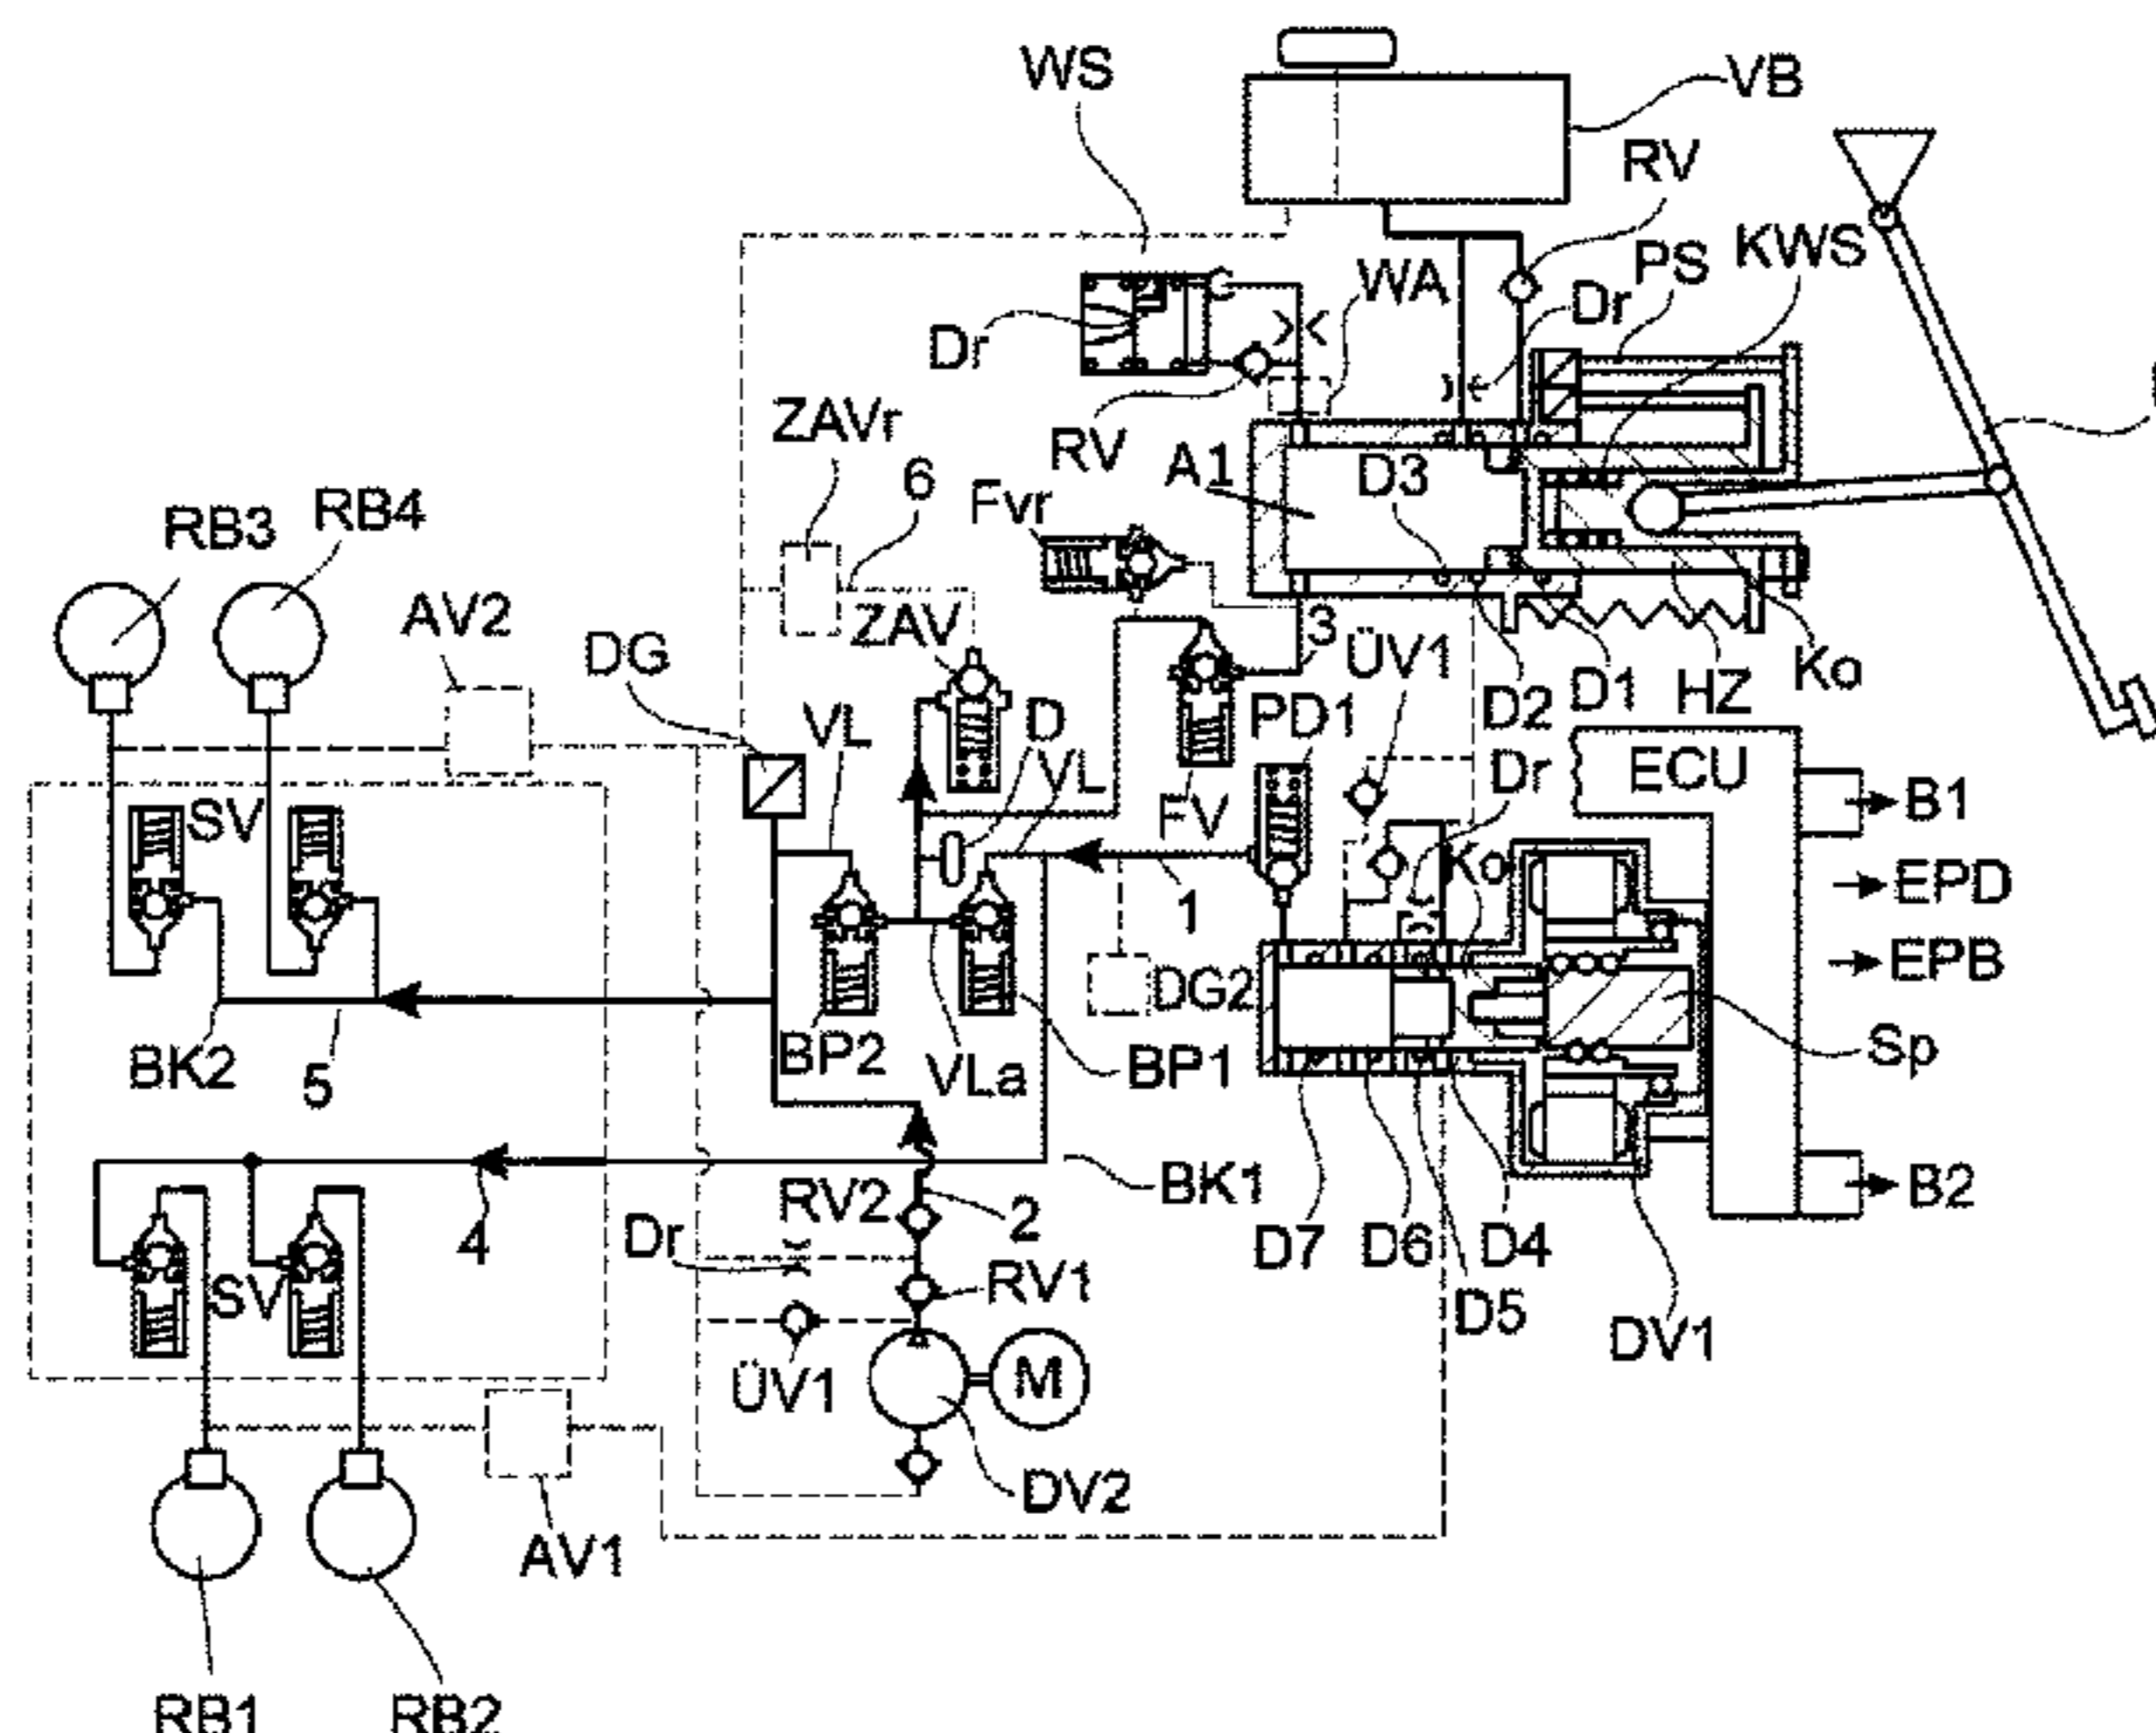 WS
VB
RV
PS
KWS
WA
Dr
Dr
ZAVr
RV
A1
D3
6
Fvr
RB3
RB4
AV2
DG
ZAV
3
ÜV1
D2
D1
HZ
Ko
VL
D
VL
PD1
FV
Dr
ECU
B1
SV
Ko
EPD
1
EPB
DG2
BK2
5
BP2
VLa
BP1
Sp
RV2
2
BK1
B2
4
Dr
D7
D6
D4
SV
RV1
D5
DV1
ÜV1
M
DV2
AV1
RB1
RB2